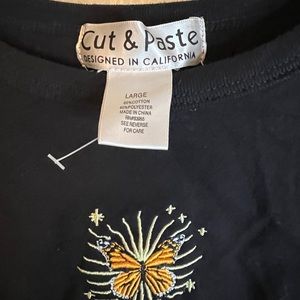 Cut & Paste
DESIGNED IN CALIFORNIA
LARGE
60%COTTON
40%POLYESTER
MADE IN CHINA
SEE REVERSE
FOR CARE